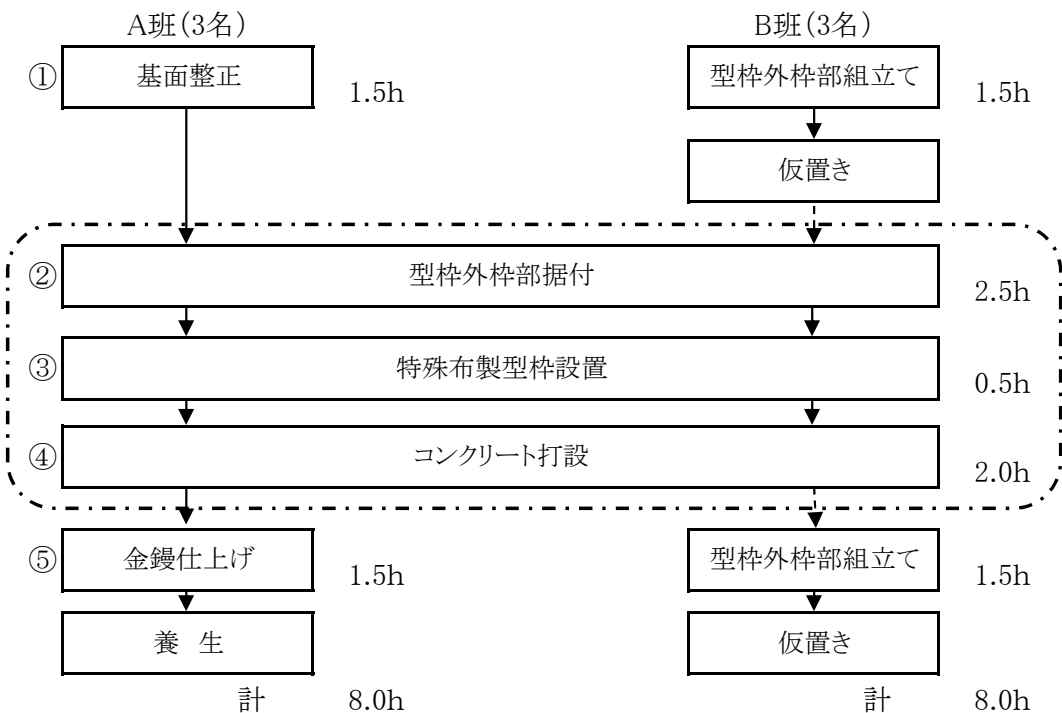 A班(3名) B班(3名)
① 基面整正 1.5h 型枠外枠部組立て 1.5h
仮置き
② 型枠外枠部据付 2.5h
③ 特殊布製型枠設置 0.5h
④ コンクリート打設 2.0h
⑤ 金鏝仕上げ 1.5h 型枠外枠部組立て 1.5h
養 生 仮置き
計 8.0h 計 8.0h